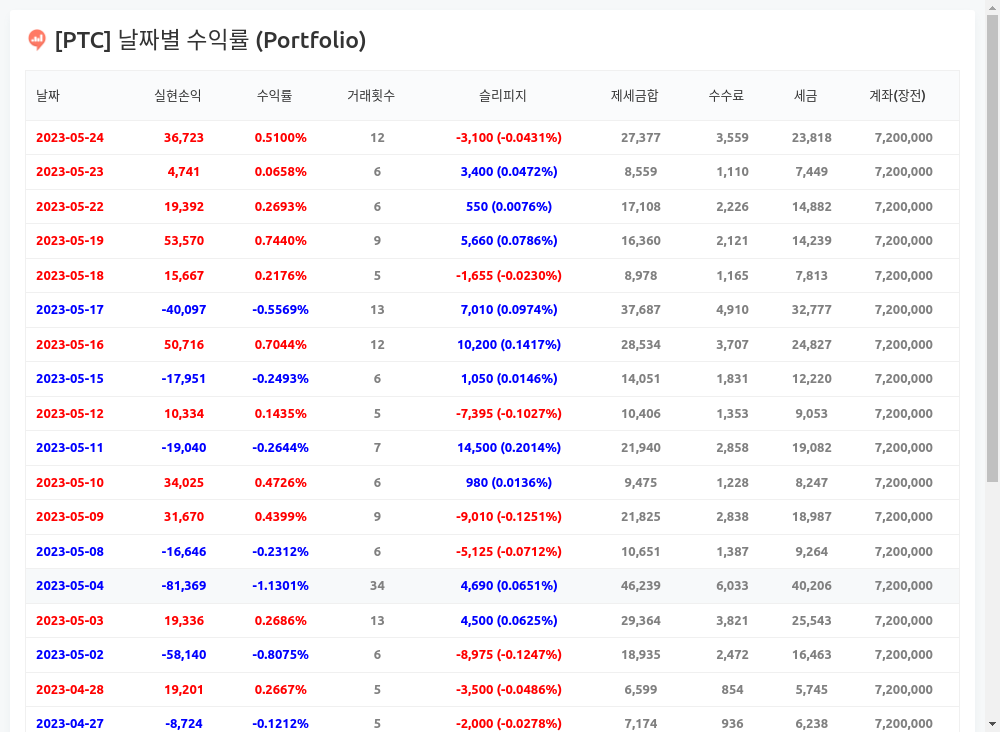 [PTC] 날짜별 수익률 (Portfolio)
날짜 실현손익 수익률 거래횟수 슬리피지 제세금합 수수료 세금 계좌(장전)
2023-05-24 36,723 0.5100% 12 -3,100 (-0.0431%) 27,377 3,559 23,818 7,200,000
2023-05-23 4,741 0.0658% 6 3,400 (0.0472%) 8,559 1,110 7,449 7,200,000
2023-05-22 19,392 0.2693% 6 550 (0.0076%) 17,108 2,226 14,882 7,200,000
2023-05-19 53,570 0.7440% 9 5,660 (0.0786%) 16,360 2,121 14,239 7,200,000
2023-05-18 15,667 0.2176% 5 -1,655 (-0.0230%) 8,978 1,165 7,813 7,200,000
2023-05-17 -40,097 -0.5569% 13 7,010 (0.0974%) 37,687 4,910 32,777 7,200,000
2023-05-16 50,716 0.7044% 12 10,200 (0.1417%) 28,534 3,707 24,827 7,200,000
2023-05-15 -17,951 -0.2493% 6 1,050 (0.0146%) 14,051 1,831 12,220 7,200,000
2023-05-12 10,334 0.1435% 5 -7,395 (-0.1027%) 10,406 1,353 9,053 7,200,000
2023-05-11 -19,040 -0.2644% 7 14,500 (0.2014%) 21,940 2,858 19,082 7,200,000
2023-05-10 34,025 0.4726% 6 980 (0.0136%) 9,475 1,228 8,247 7,200,000
2023-05-09 31,670 0.4399% 9 -9,010 (-0.1251%) 21,825 2,838 18,987 7,200,000
2023-05-08 -16,646 -0.2312% 6 -5,125 (-0.0712%) 10,651 1,387 9,264 7,200,000
2023-05-04 -81,369 -1.1301% 34 4,690 (0.0651%) 46,239 6,033 40,206 7,200,000
2023-05-03 19,336 0.2686% 13 4,500 (0.0625%) 29,364 3,821 25,543 7,200,000
2023-05-02 -58,140 -0.8075% 6 -8,975 (-0.1247%) 18,935 2,472 16,463 7,200,000
2023-04-28 19,201 0.2667% 5 -3,500 (-0.0486%) 6,599 854 5,745 7,200,000
2023-04-27 -8,724 -0.1212% 5 -2,000 (-0.0278%) 7,174 936 6,238 7,200,000